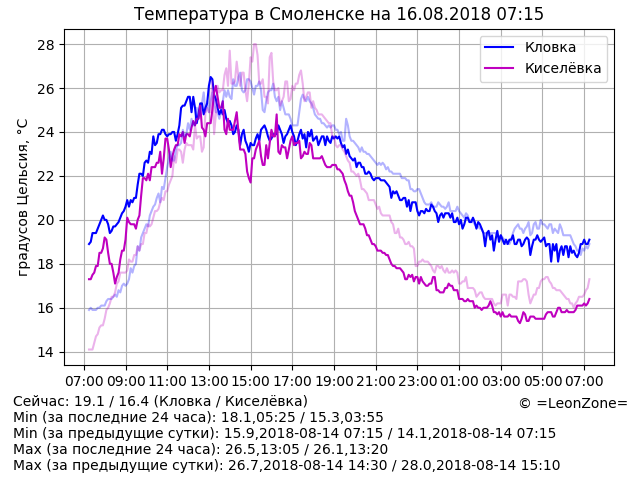 Температура в Смоленске на 16.08.2018 07:15
Кловка
Киселёвка
градусов Цельсия, °C
28
26
24
22
20
18
16
14
07:00 09:00 11:00 13:00 15:00 17:00 19:00 21:00 23:00 01:00 03:00 05:00 07:00
Сейчас: 19.1 / 16.4 (Кловка / Киселёвка)
© =LeonZone=
Min (за последние 24 часа): 18.1,05:25 / 15.3,03:55
Min (за предыдущие сутки): 15.9,2018-08-14 07:15 / 14.1,2018-08-14 07:15
Max (за последние 24 часа): 26.5,13:05 / 26.1,13:20
Max (за предыдущие сутки): 26.7,2018-08-14 14:30 / 28.0,2018-08-14 15:10